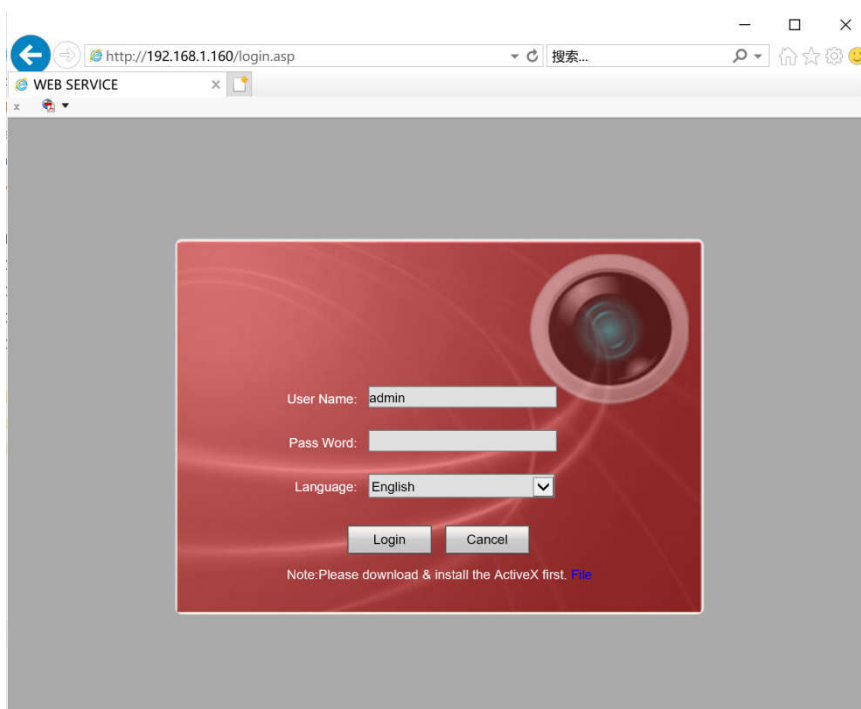 http://192.168.1.160/login.asp
搜索...
WEB SERVICE
x
User Name: admin
Pass Word:
Language: English
Login Cancel
Note:Please download & install the ActiveX first. File